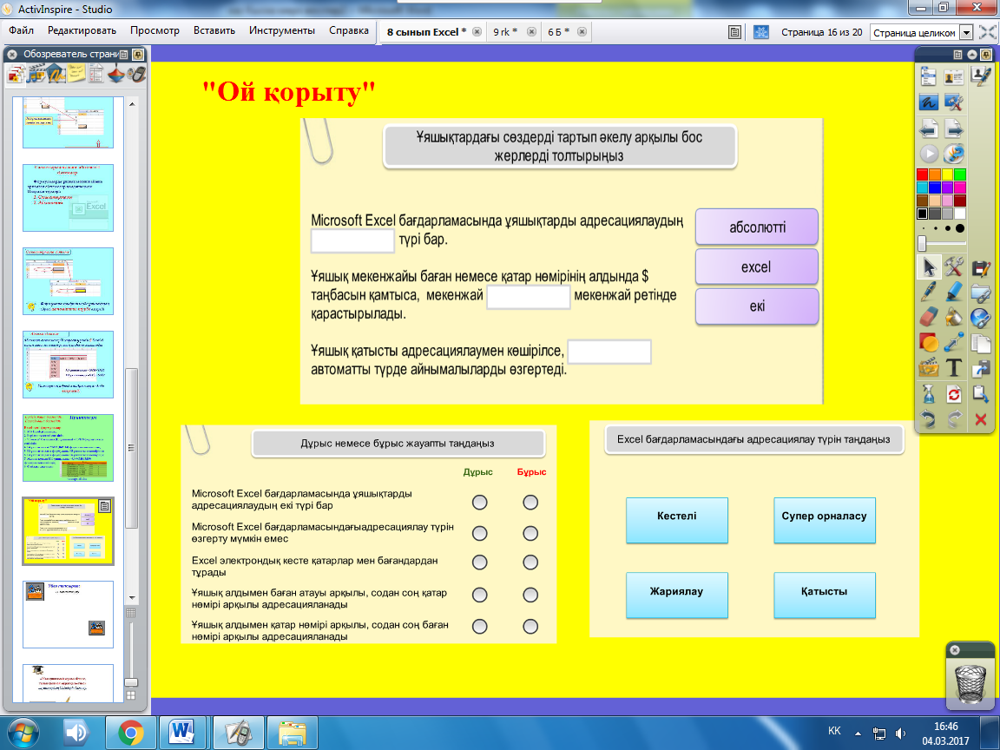 ActivInspire - Studio
Файл Редактировать Просмотр Вставить Инструменты Справка
8 сынып Excel * 9 rk * 6 Б *
Страница 16 из 20 Страница целиком
Обозреватель страни
"Ой қорыту"
Ұяшықтардағы сөздерді тартып әкелу арқылы бос
жерлерді толтырыңыз
Microsoft Excel бағдарламасында ұяшықтарды адресациялаудың
түрі бар.
Ұяшық мекенжайы баған немесе қатар нөмірінің алдында $
таңбасын қамтыса, мекенжай мекенжай ретінде
қарастырылады.
Ұяшық қатысты адресациялаумен көшірілсе,
автоматты түрде айнымалыларды өзгертеді.
абсолютті
excel
екі
Дұрыс немесе бұрыс жауапты таңдаңыз
Дұрыс Бұрыс
Microsoft Excel бағдарламасында ұяшықтарды
адресациялаудың екі түрі бар
Microsoft Excel бағдарламасындағыадресациялау түрін
өзгерту мүмкін емес
Excel электрондық кесте қатарлар мен бағандардан
тұрады
Ұяшық алдымен баған атауы арқылы, содан соң қатар
нөмірі арқылы адресацияланады
Ұяшық алдымен қатар нөмірі арқылы, содан соң баған
нөмірі арқылы адресацияланады
Excel бағдарламасындағы адресациялау түрін таңдаңыз
Кестелі
Супер орналасу
Жариялау
Қатысты
KK
16:46
04.03.2017